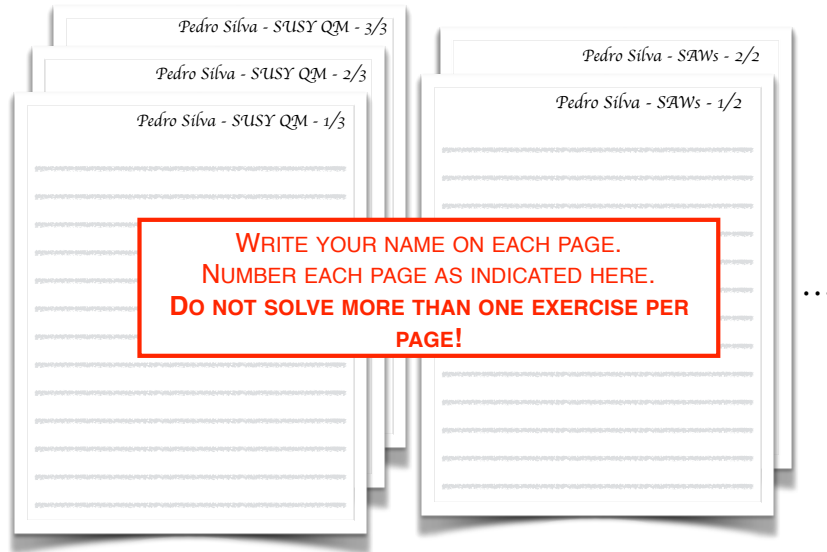 Pedro Silva - SUSY QM - 3/3
Pedro Silva - SUSY QM - 2/3
Pedro Silva - SUSY QM - 1/3
Pedro Silva - SAWs - 2/2
Pedro Silva - SAWs - 1/2
WRITE YOUR NAME ON EACH PAGE.
NUMBER EACH PAGE AS INDICATED HERE.
DO NOT SOLVE MORE THAN ONE EXERCISE PER
PAGE!
...